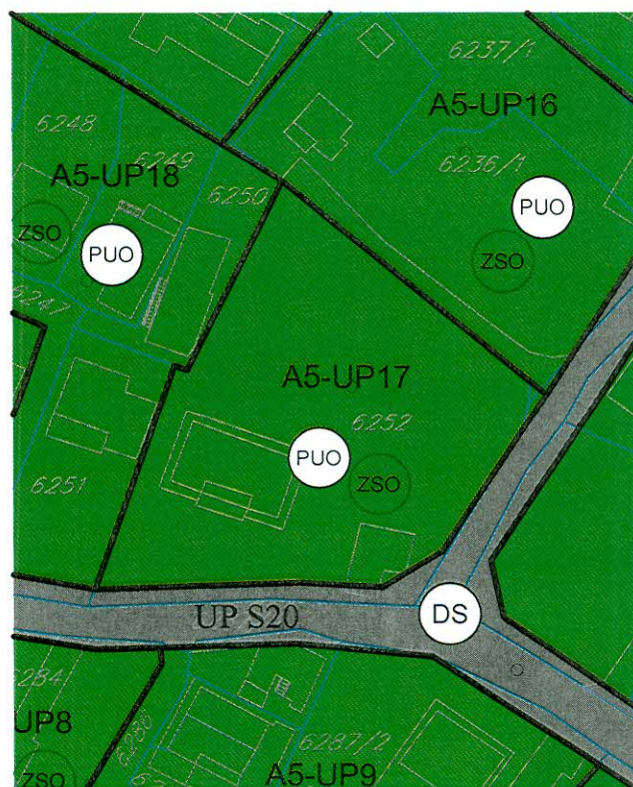 6237/1
A5-UP16
6248
6249
6236/1
A5-UP18
6250
PUO
ZSO
PUO
ZSO
6247
A5-UP17
6252
PUO
ZSO
6251
UP S20
DS
6284
UP8
6286
6287/2
A5-UP9
ZSO